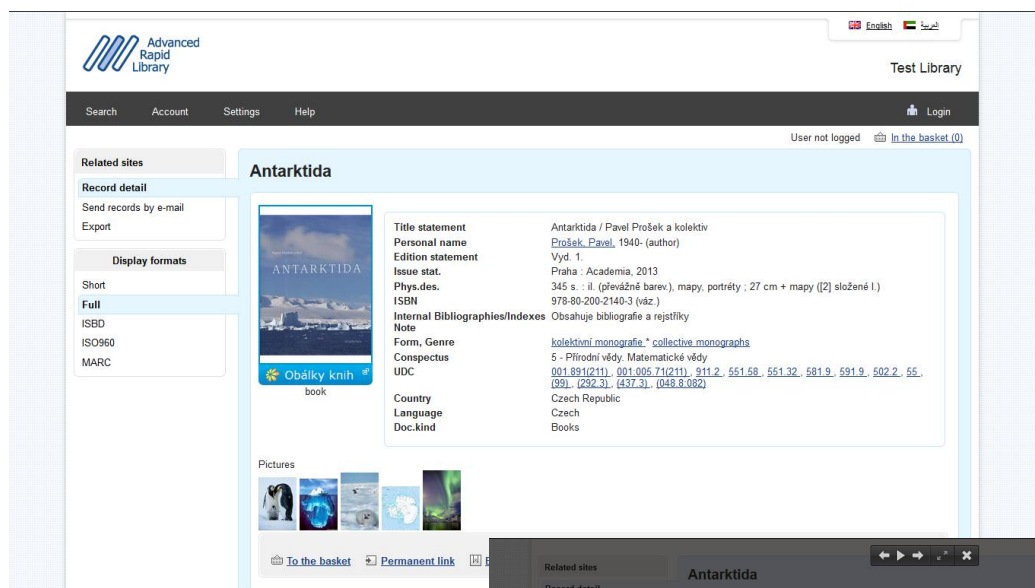 English العربية
Advanced
Rapid
Library
Test Library
Search Account Settings Help Login
User not logged In the basket (0)
Related sites
Record detail
Send records by e-mail
Export
Display formats
Short
Full
ISBD
ISO960
MARC
Antarktida
ANTARKTIDA
Obálky knih
book
Title statement Antarktida / Pavel Prošek a kolektiv
Personal name Prošek, Pavel, 1940- (author)
Edition statement Vyd. 1.
Issue stat. Praha : Academia, 2013
Phys.des. 345 s. : il. (převážně barev.), mapy, portréty ; 27 cm + mapy ([2] složené l.)
ISBN 978-80-200-2140-3 (váz.)
Internal Bibliographies/Indexes Obsahuje bibliografie a rejstříky
Note
Form, Genre kolektivní monografie * collective monographs
Conspectus 5 - Přírodní vědy. Matematické vědy
UDC 001.891(211) , 001:005.71(211) , 911.2 , 551.58 , 551.32 , 581.9 , 591.9 , 502.2 , 55 ,
(99) , (292.3) , (437.3) , (048.8:082)
Country Czech Republic
Language Czech
Doc.kind Books
Pictures
To the basket Permanent link
Related sites
Record detail
Antarktida